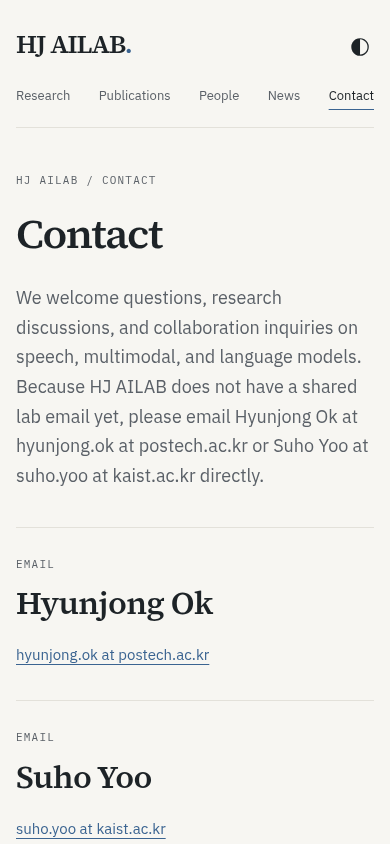 HJ AILAB.
Research Publications People News Contact
HJ AILAB / CONTACT
Contact
We welcome questions, research
discussions, and collaboration inquiries on
speech, multimodal, and language models.
Because HJ AILAB does not have a shared
lab email yet, please email Hyunjong Ok at
hyunjong.ok at postech.ac.kr or Suho Yoo at
suho.yoo at kaist.ac.kr directly.
EMAIL
Hyunjong Ok
hyunjong.ok at postech.ac.kr
EMAIL
Suho Yoo
suho.yoo at kaist.ac.kr